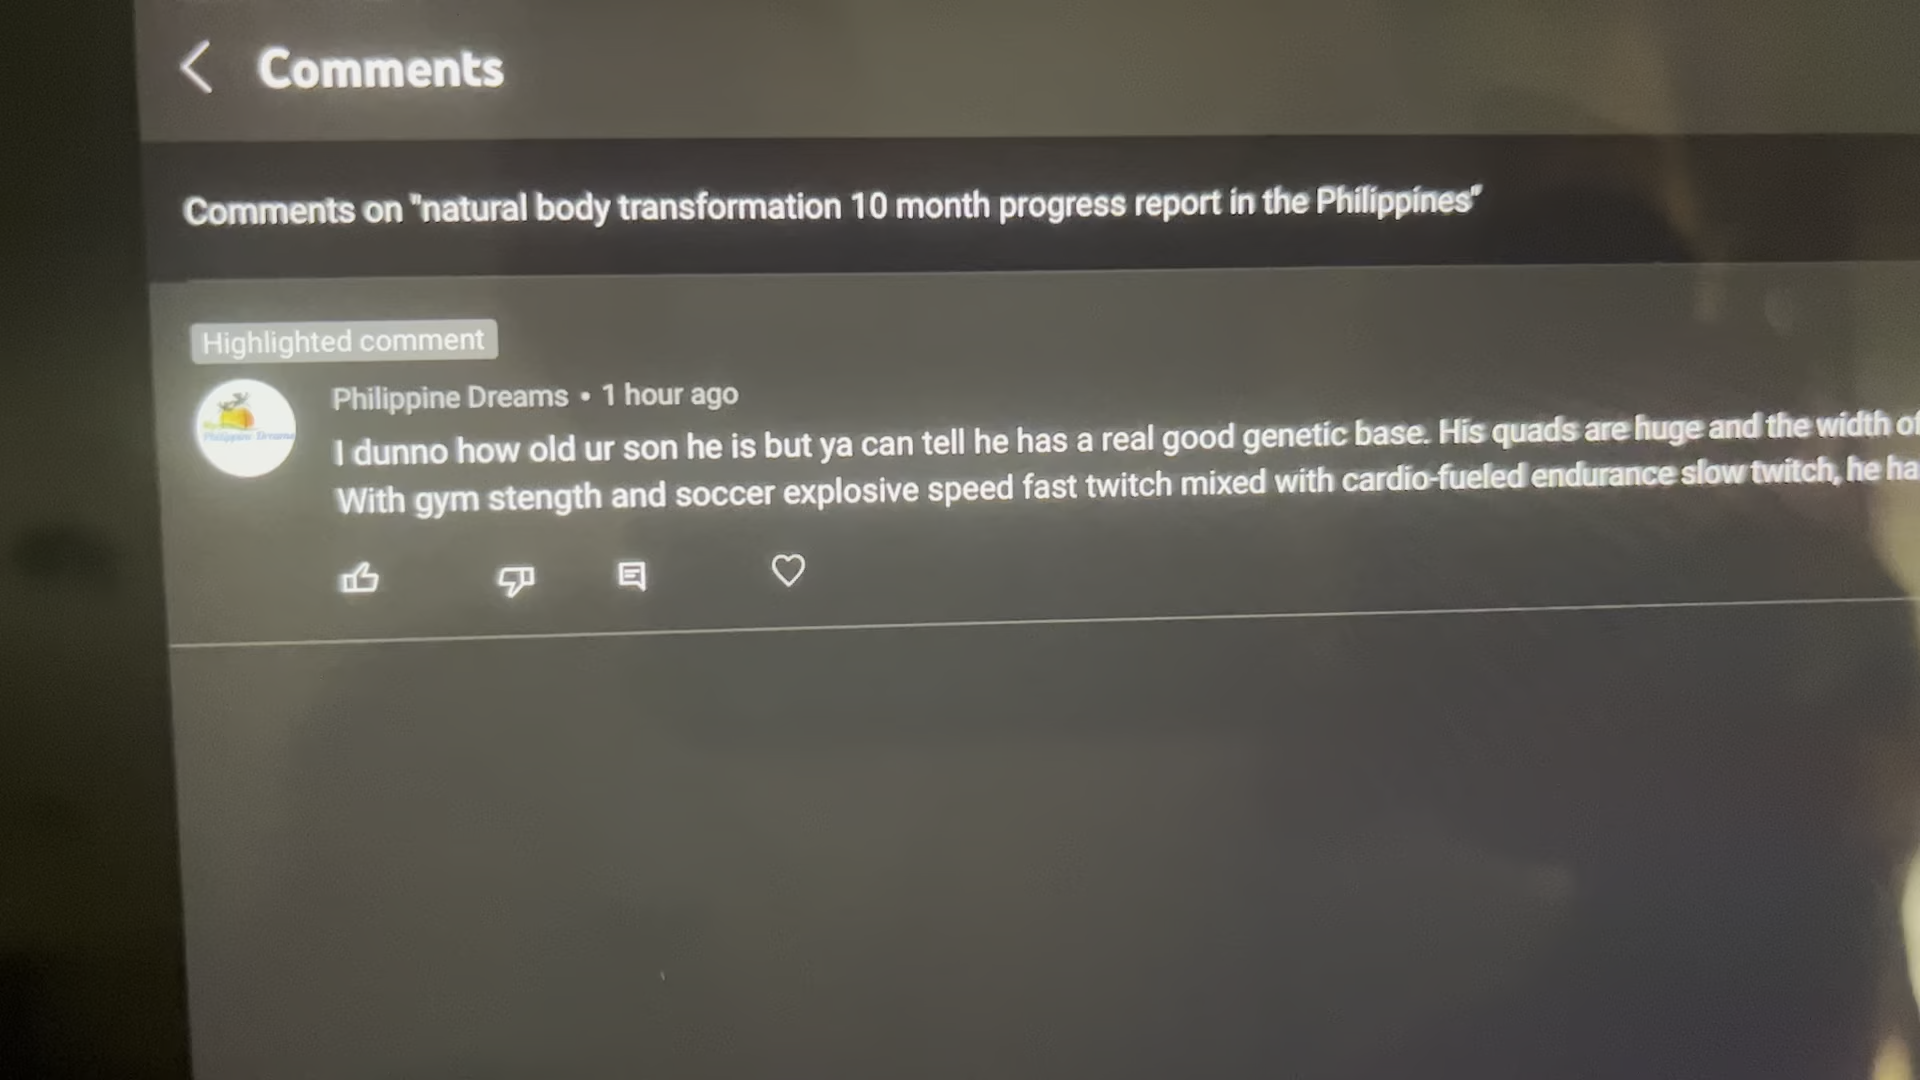 Comments
Comments on "natural body transformation 10 month progress report in the Philippines"
Highlighted comment
Philippine Dreams • 1 hour ago
I dunno how old ur son he is but ya can tell he has a real good genetic base. His quads are huge and the width of
With gym stength and soccer explosive speed fast twitch mixed with cardio-fueled endurance slow twitch, he ha
Philippine Dreams